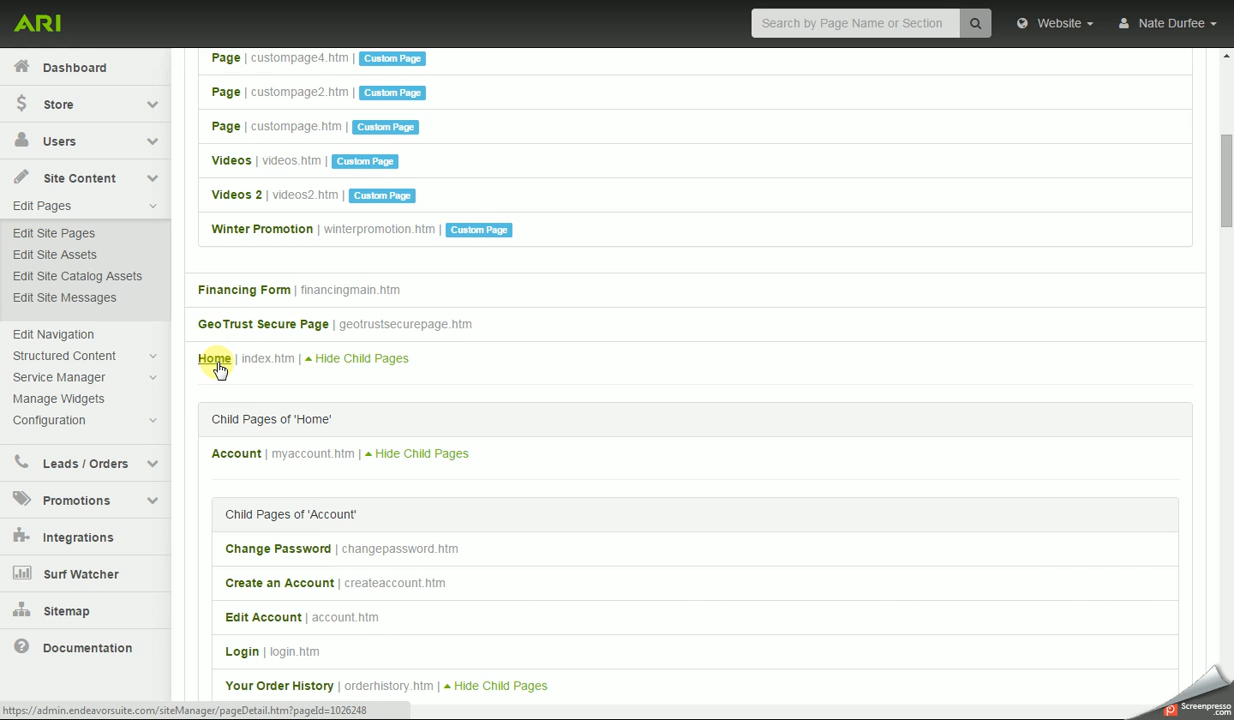 ARI
Search by Page Name or Section
Website
Nate Durfee
Dashboard
Store
Users
Site Content
Edit Pages
Edit Site Pages
Edit Site Assets
Edit Site Catalog Assets
Edit Site Messages
Edit Navigation
Structured Content
Service Manager
Manage Widgets
Configuration
Leads / Orders
Promotions
Integrations
Surf Watcher
Sitemap
Documentation
Page | custompage4.htm | Custom Page
Page | custompage2.htm | Custom Page
Page | custompage.htm | Custom Page
Videos | videos.htm | Custom Page
Videos 2 | videos2.htm | Custom Page
Winter Promotion | winterpromotion.htm | Custom Page
Financing Form | financingmain.htm
GeoTrust Secure Page | geotrustsecurepage.htm
Home | index.htm | Hide Child Pages
Child Pages of 'Home'
Account | myaccount.htm | Hide Child Pages
Child Pages of 'Account'
Change Password | changepassword.htm
Create an Account | createaccount.htm
Edit Account | account.htm
Login | login.htm
Your Order History | orderhistory.htm | Hide Child Pages
https://admin.endeavorsuite.com/siteManager/pageDetail.htm?pageId=1026248
Screenpresso
.com